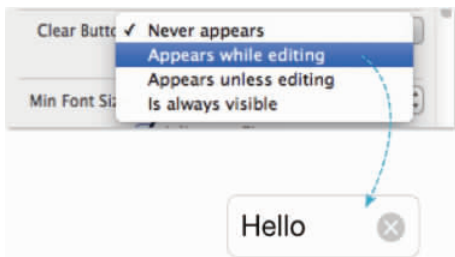 Clear Butto ✓ Never appears
Appears while editing
Appears unless editing
Min Font Siz Is always visible
Hello